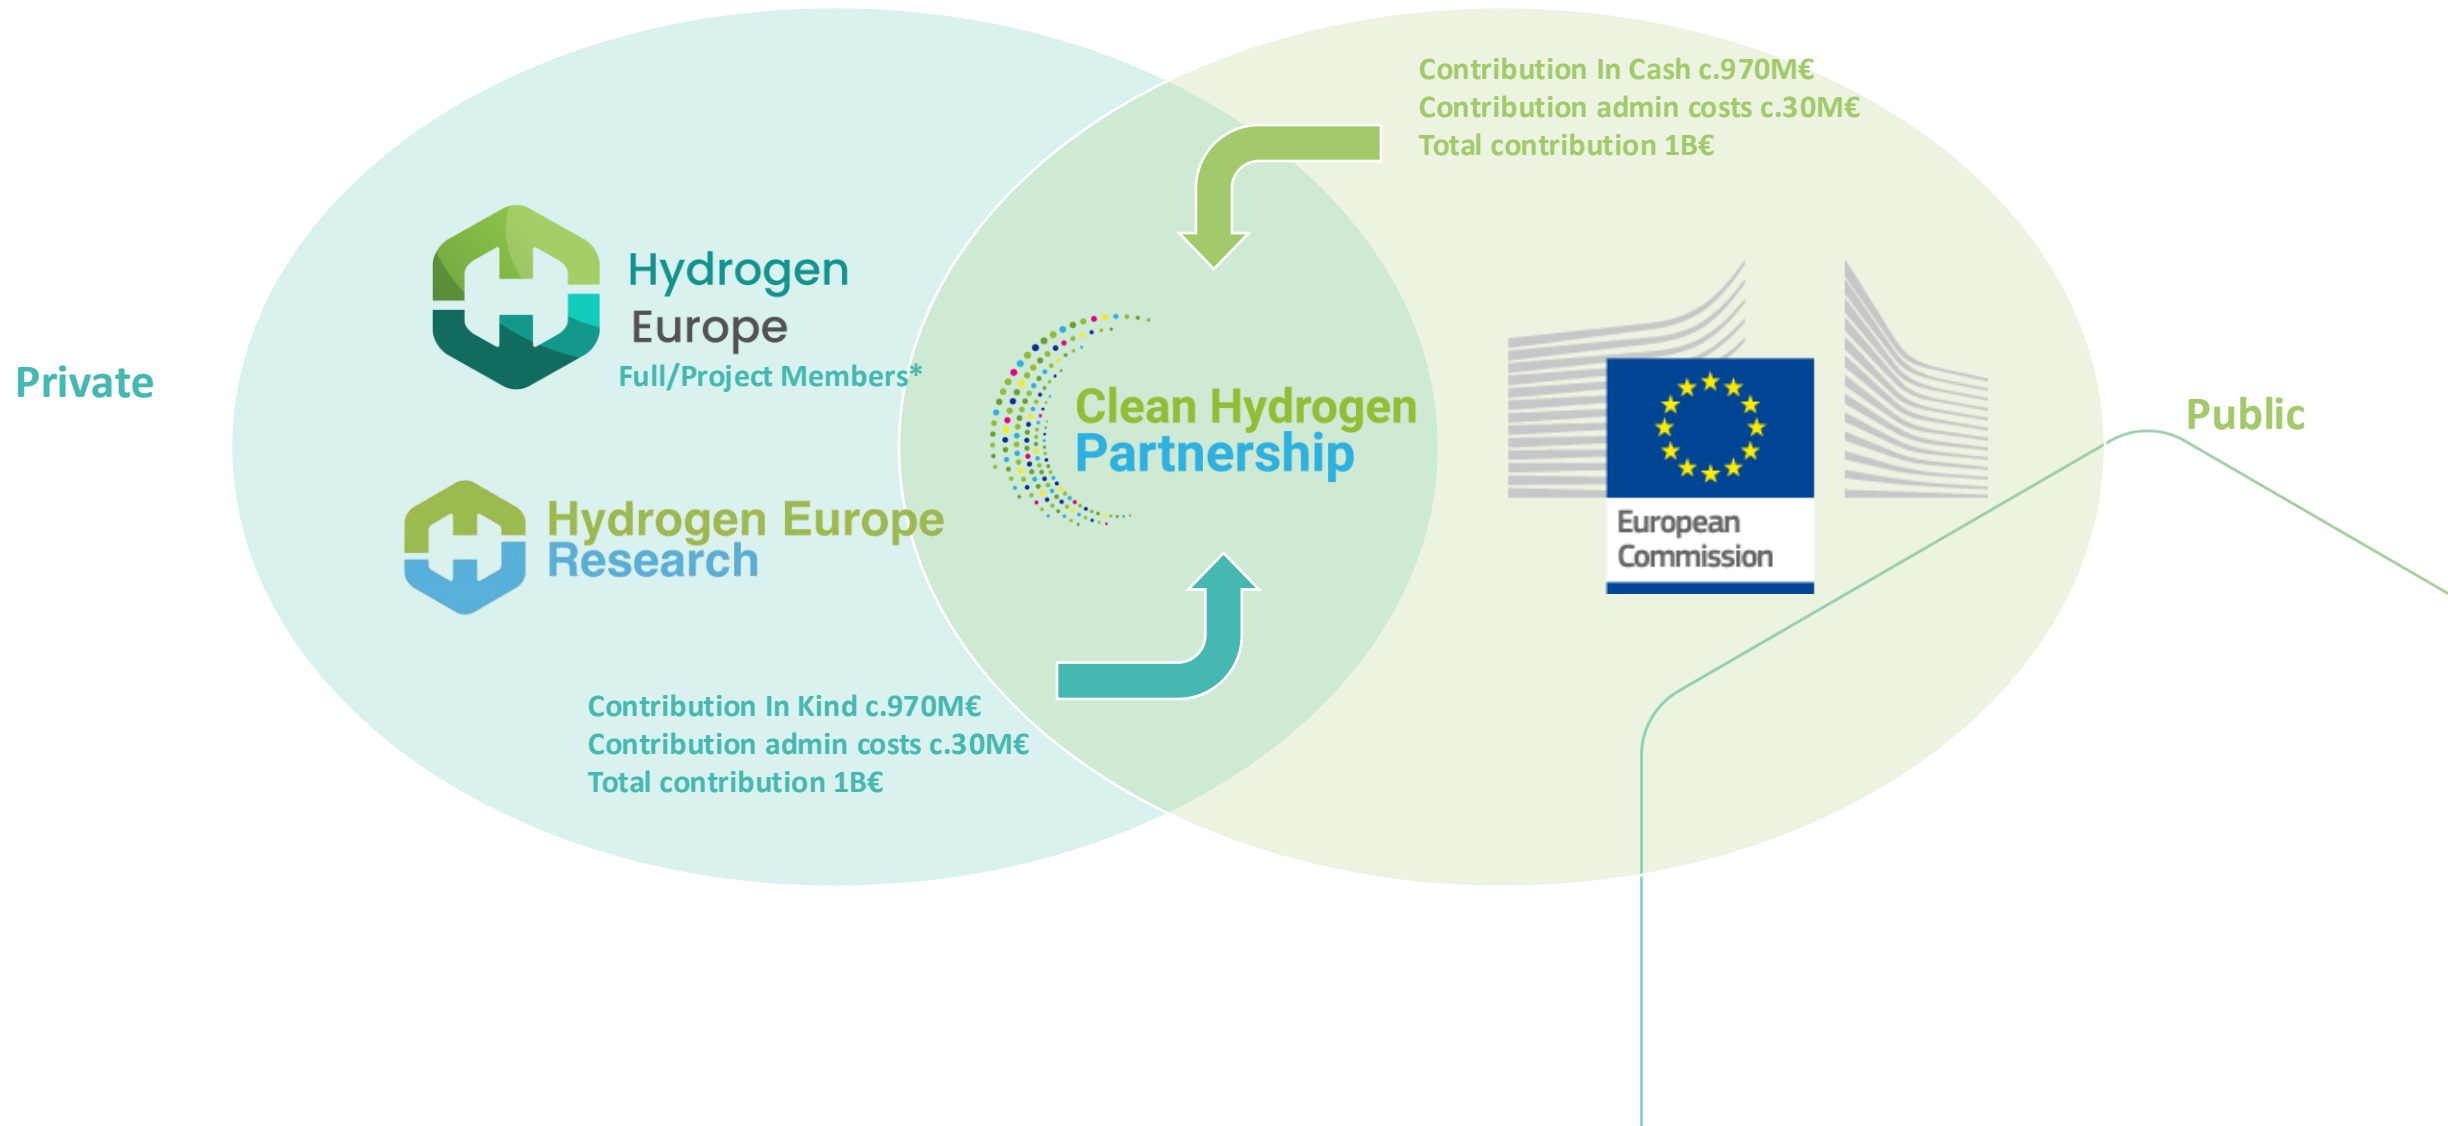 Contribution In Cash c.970M€
Contribution admin costs c.30M€
Total contribution 1B€
Hydrogen
Europe
Full/Project Members*
Private
Clean Hydrogen
Partnership
Public
Hydrogen Europe
Research
European
Commission
Contribution In Kind c.970M€
Contribution admin costs c.30M€
Total contribution 1B€